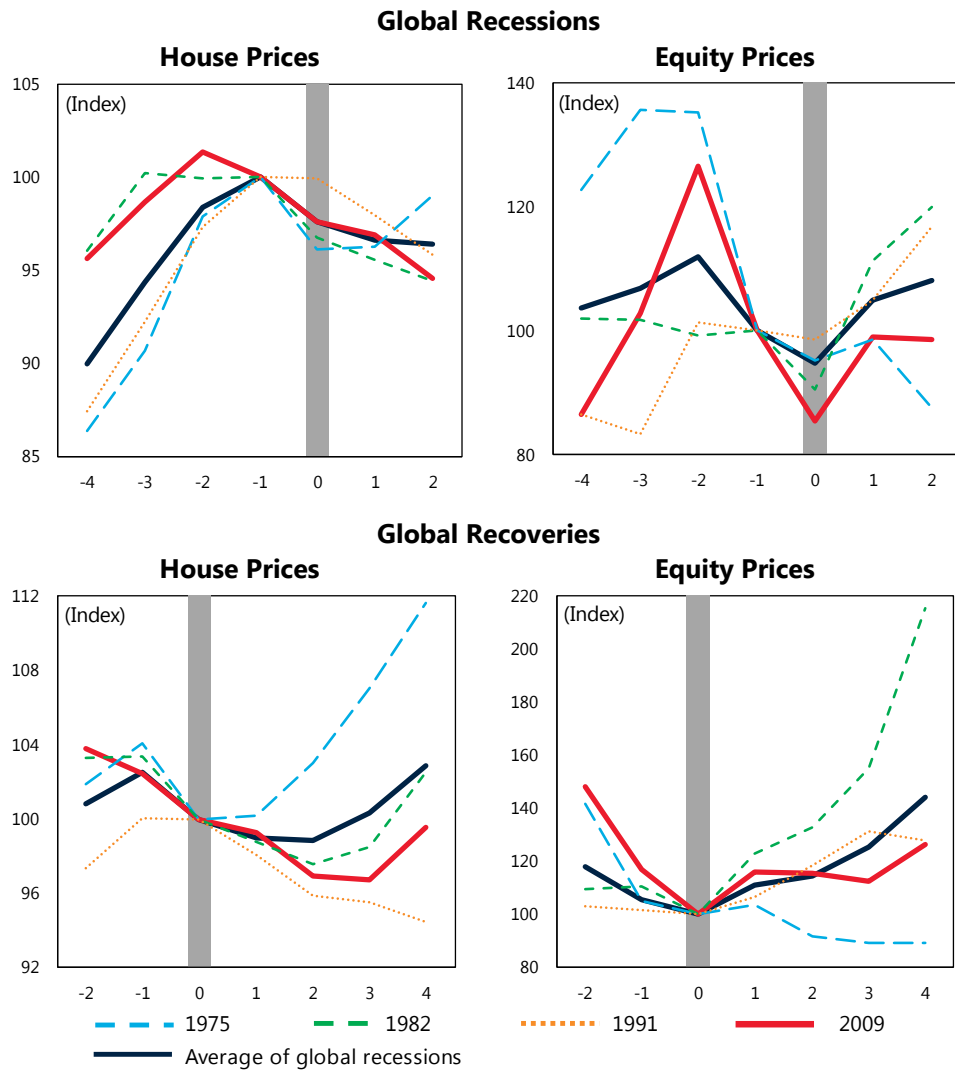 Global Recessions
House Prices
Equity Prices
105
100
95
90
85
(Index)
-4 -3 -2 -1 0 1 2
140
120
100
80
(Index)
-4 -3 -2 -1 0 1 2
Global Recoveries
House Prices
Equity Prices
112
108
104
100
96
92
(Index)
-2 -1 0 1 2 3 4
220
200
180
160
140
120
100
80
(Index)
-2 -1 0 1 2 3 4
1975 1982 1991 2009
Average of global recessions